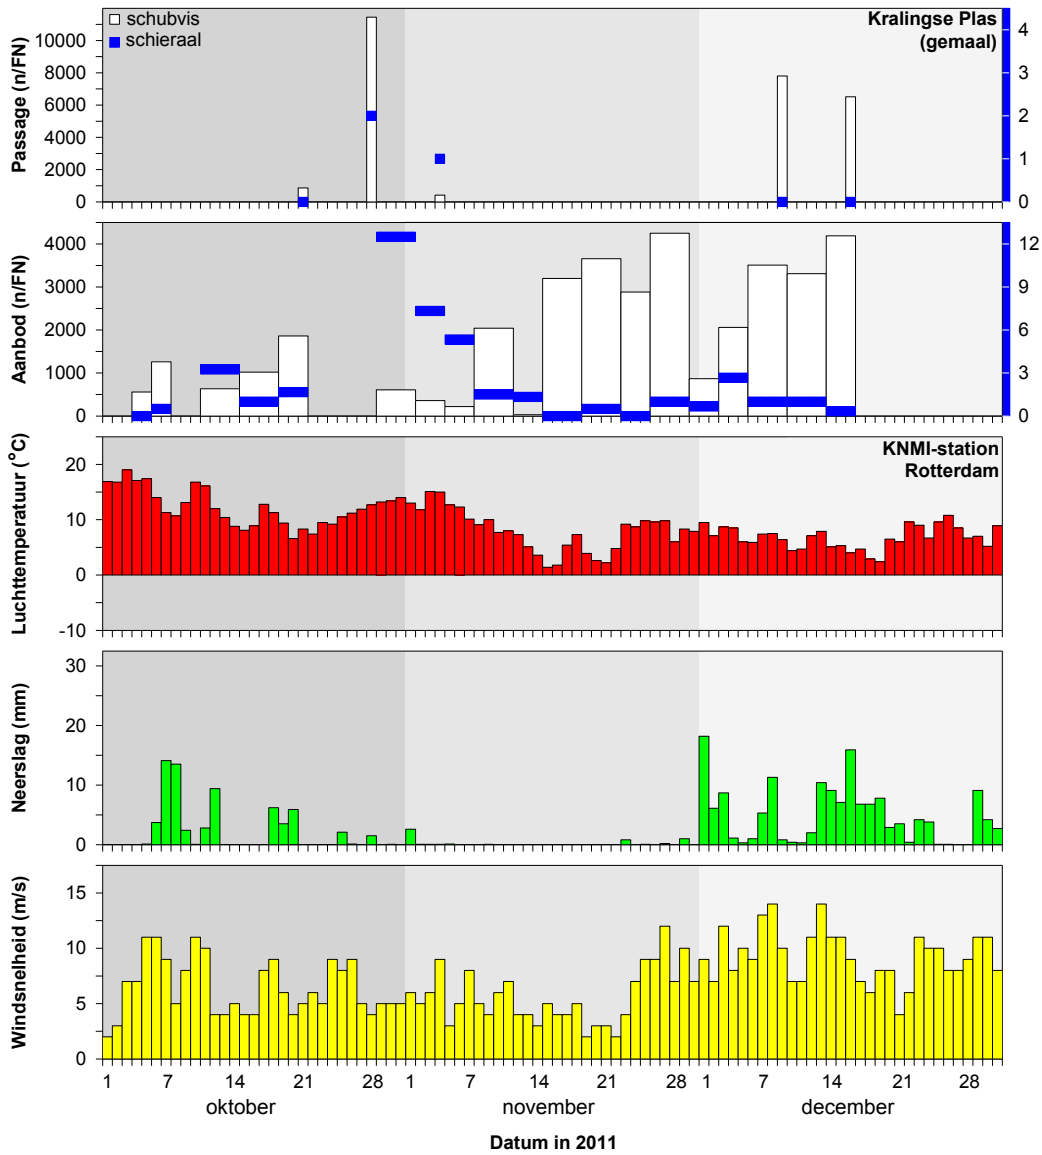 schubvis
schieraal
Kralingse Plas
(gemaal)
Passage (n/FN)
10000
8000
6000
4000
2000
0
4
3
2
1
0
Aanbod (n/FN)
4000
3000
2000
1000
0
12
9
6
3
0
KNMI-station
Rotterdam
Luchttemperatuur (°C)
20
10
0
-10
Neerslag (mm)
30
20
10
0
Windsnelheid (m/s)
15
10
5
0
1 7 14 21 28 1 7 14 21 28 1 7 14 21 28
oktober november december
Datum in 2011